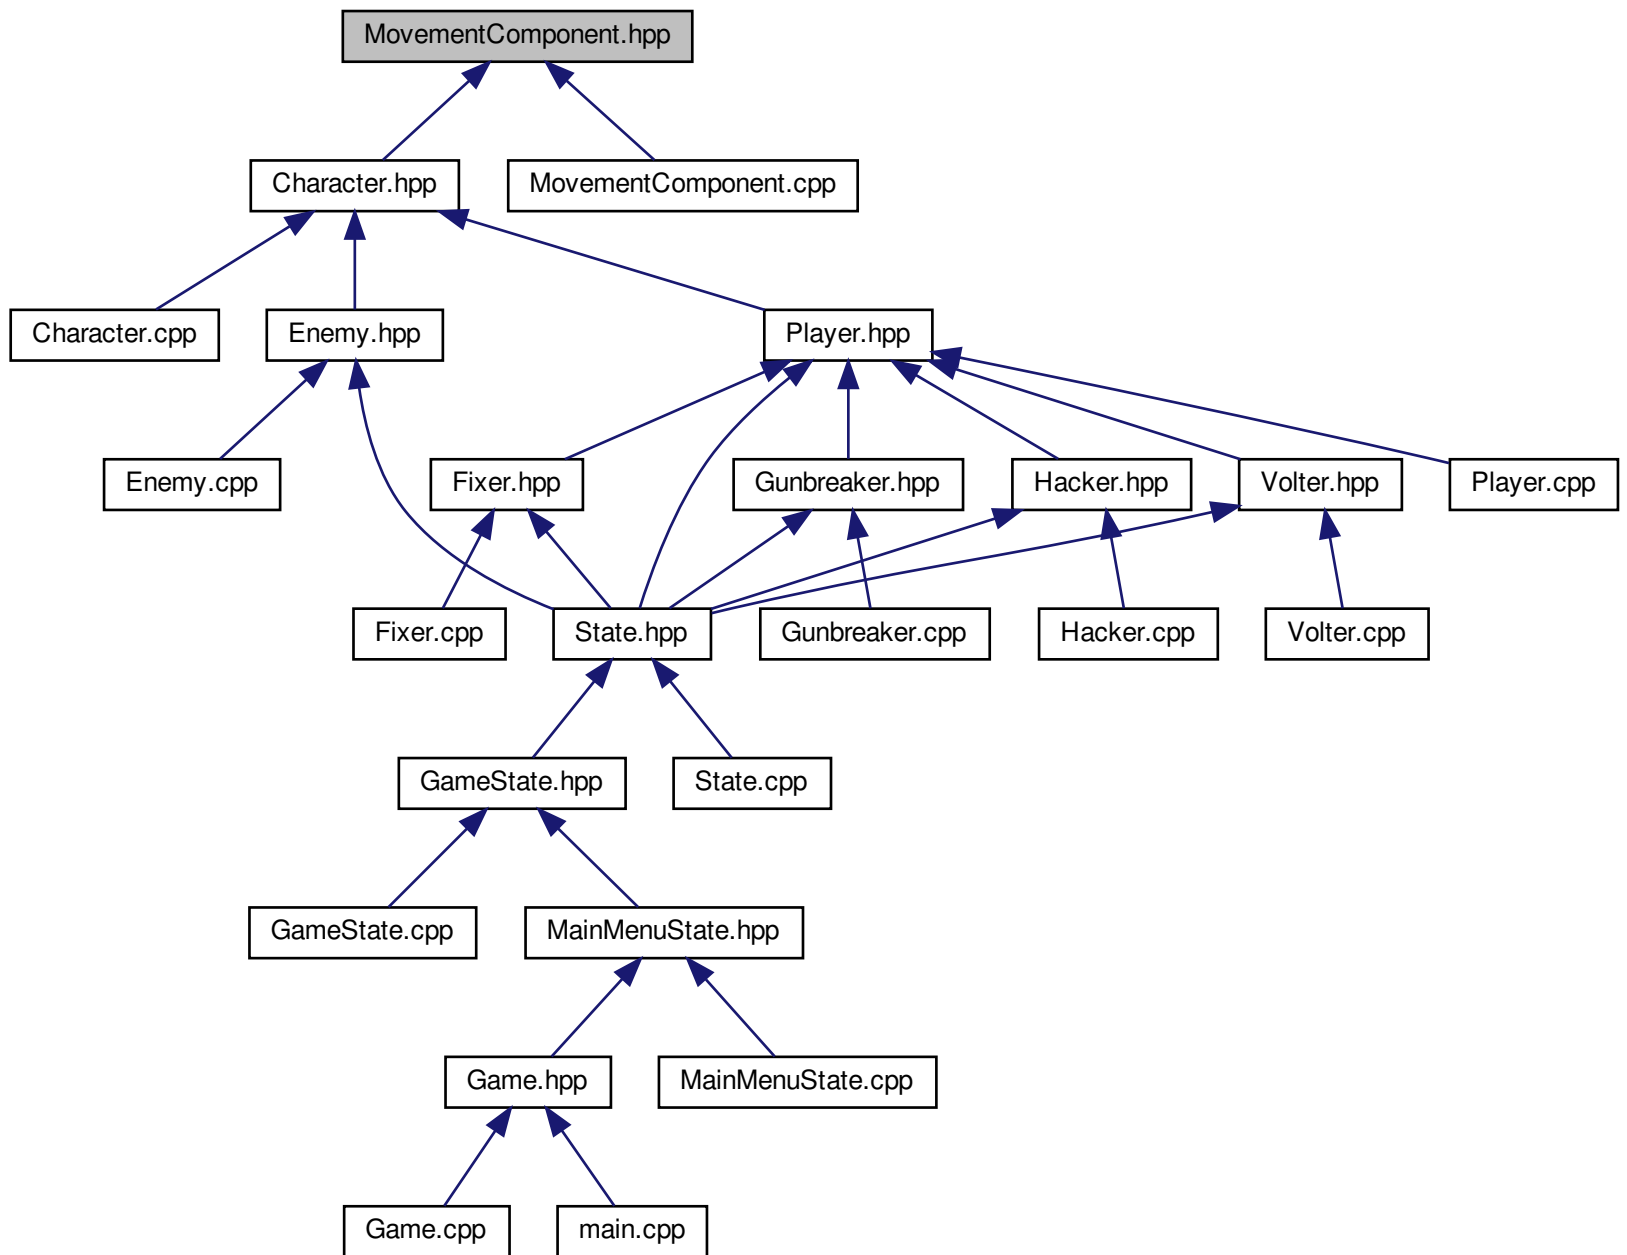 MovementComponent.hpp
Character.hpp
MovementComponent.cpp
Character.cpp
Enemy.hpp
Player.hpp
Enemy.cpp
Fixer.hpp
Gunbreaker.hpp
Hacker.hpp
Volter.hpp
Player.cpp
Fixer.cpp
State.hpp
Gunbreaker.cpp
Hacker.cpp
Volter.cpp
GameState.hpp
State.cpp
GameState.cpp
MainMenuState.hpp
Game.hpp
MainMenuState.cpp
Game.cpp
main.cpp